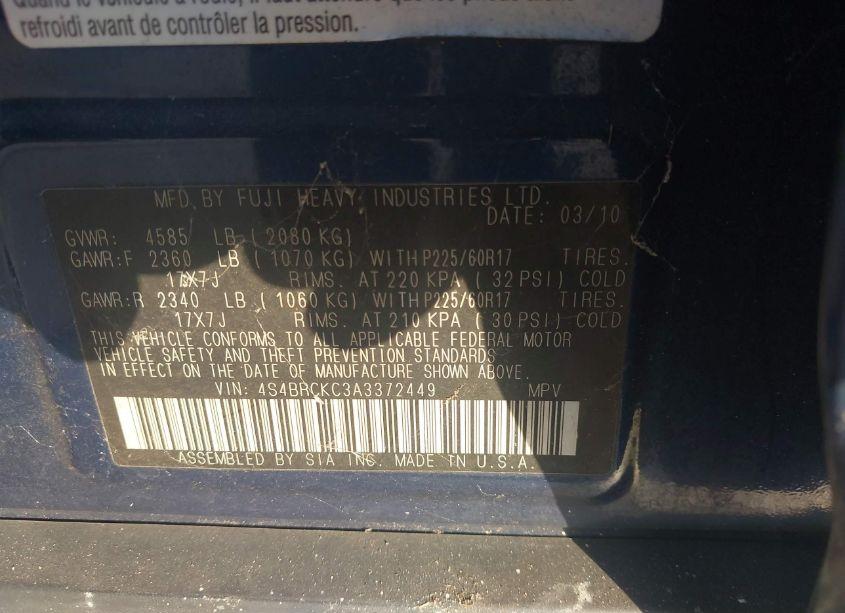 refroidi avant de contrôler la pression.
MFD. BY FUJI HEAVY INDUSTRIES LTD.
DATE: 03/10
GVWR: 4585 LB ( 2080 KG)
GAWR:F 2360 LB ( 1070 KG) WITH P225/60R17 TIRES.
17X7J RIMS. AT 220 KPA ( 32 PSI) COLD
GAWR:R 2340 LB ( 1060 KG) WITH P225/60R17 TIRES.
17X7J RIMS. AT 210 KPA ( 30 PSI) COLD
THIS VEHICLE CONFORMS TO ALL APPLICABLE FEDERAL MOTOR
VEHICLE SAFETY AND THEFT PREVENTION STANDARDS
IN EFFECT ON THE DATE OF MANUFACTURE SHOWN ABOVE.
VIN: 4S4BRCKC3A3372449 MPV
ASSEMBLED BY SIA INC. MADE IN U.S.A.